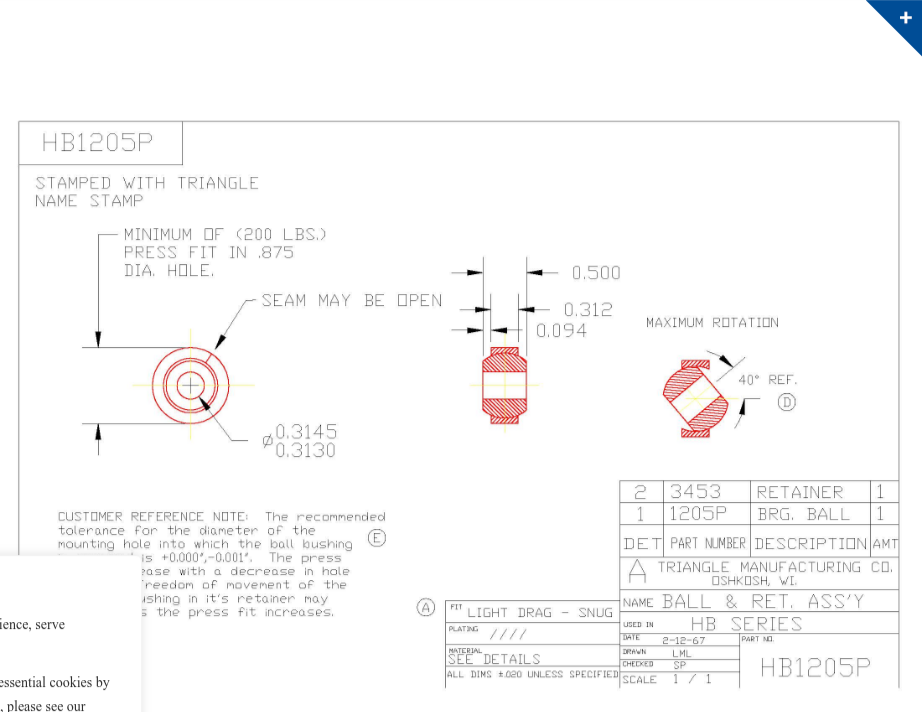 +
HB1205P
STAMPED WITH TRIANGLE
NAME STAMP
MINIMUM OF (200 LBS.)
PRESS FIT IN .875
DIA. HOLE.
SEAM MAY BE OPEN
Ø0.3145
0.3130
0.500
0.312
0.094
MAXIMUM ROTATION
40° REF.
D
CUSTOMER REFERENCE NOTE: The recommended
tolerance for the diameter of the
mounting hole into which the ball bushing
is +0.000",-0.001". The press
ease with a decrease in hole
freedom of movement of the
ushing in it's retainer may
s the press fit increases.
E
2 3453 RETAINER 1
1 1205P BRG. BALL 1
DET PART NUMBER DESCRIPTION AMT
TRIANGLE MANUFACTURING CO.
OSHKOSH, WI.
NAME BALL & RET. ASS'Y
USED IN HB SERIES
DATE 2-12-67
DRAWN LML
CHECKED SP
SCALE 1 / 1
PART NO.
HB1205P
A
FIT LIGHT DRAG - SNUG
PLATING ////
MATERIAL
SEE DETAILS
ALL DIMS ±.020 UNLESS SPECIFIED
ience, serve
essential cookies by
, please see our